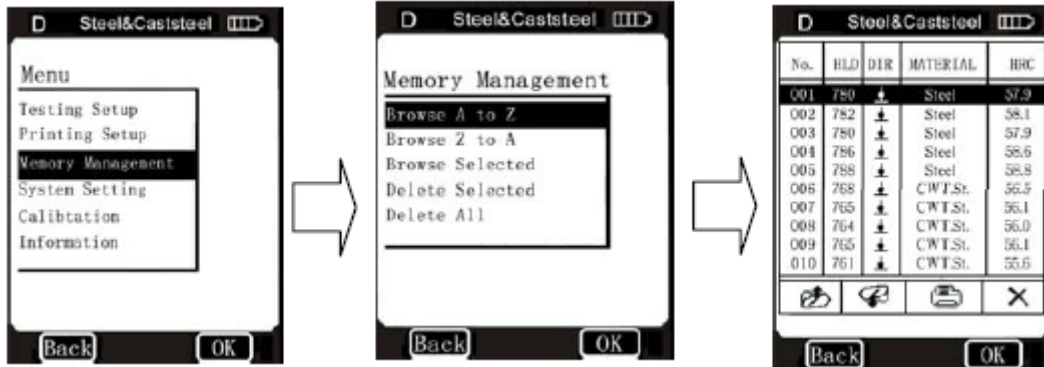 D Steel&Caststeel
Menu
Testing Setup
Printing Setup
Memory Management
System Setting
Calibtation
Information
Back OK
D Steel&Caststeel
Memory Management
Browse A to Z
Browse Z to A
Browse Selected
Delete Selected
Delete All
Back OK
D Steel&Caststeel
No. HLD DIR MATERIAL HRC
001 780 Steel 57.9
002 782 Steel 58.1
003 780 Steel 57.9
004 786 Steel 58.6
005 788 Steel 58.8
006 768 CWT.St. 56.5
007 765 CWT.St. 56.1
008 764 CWT.St. 56.0
009 765 CWT.St. 56.1
010 761 CWT.St. 55.6
Back OK